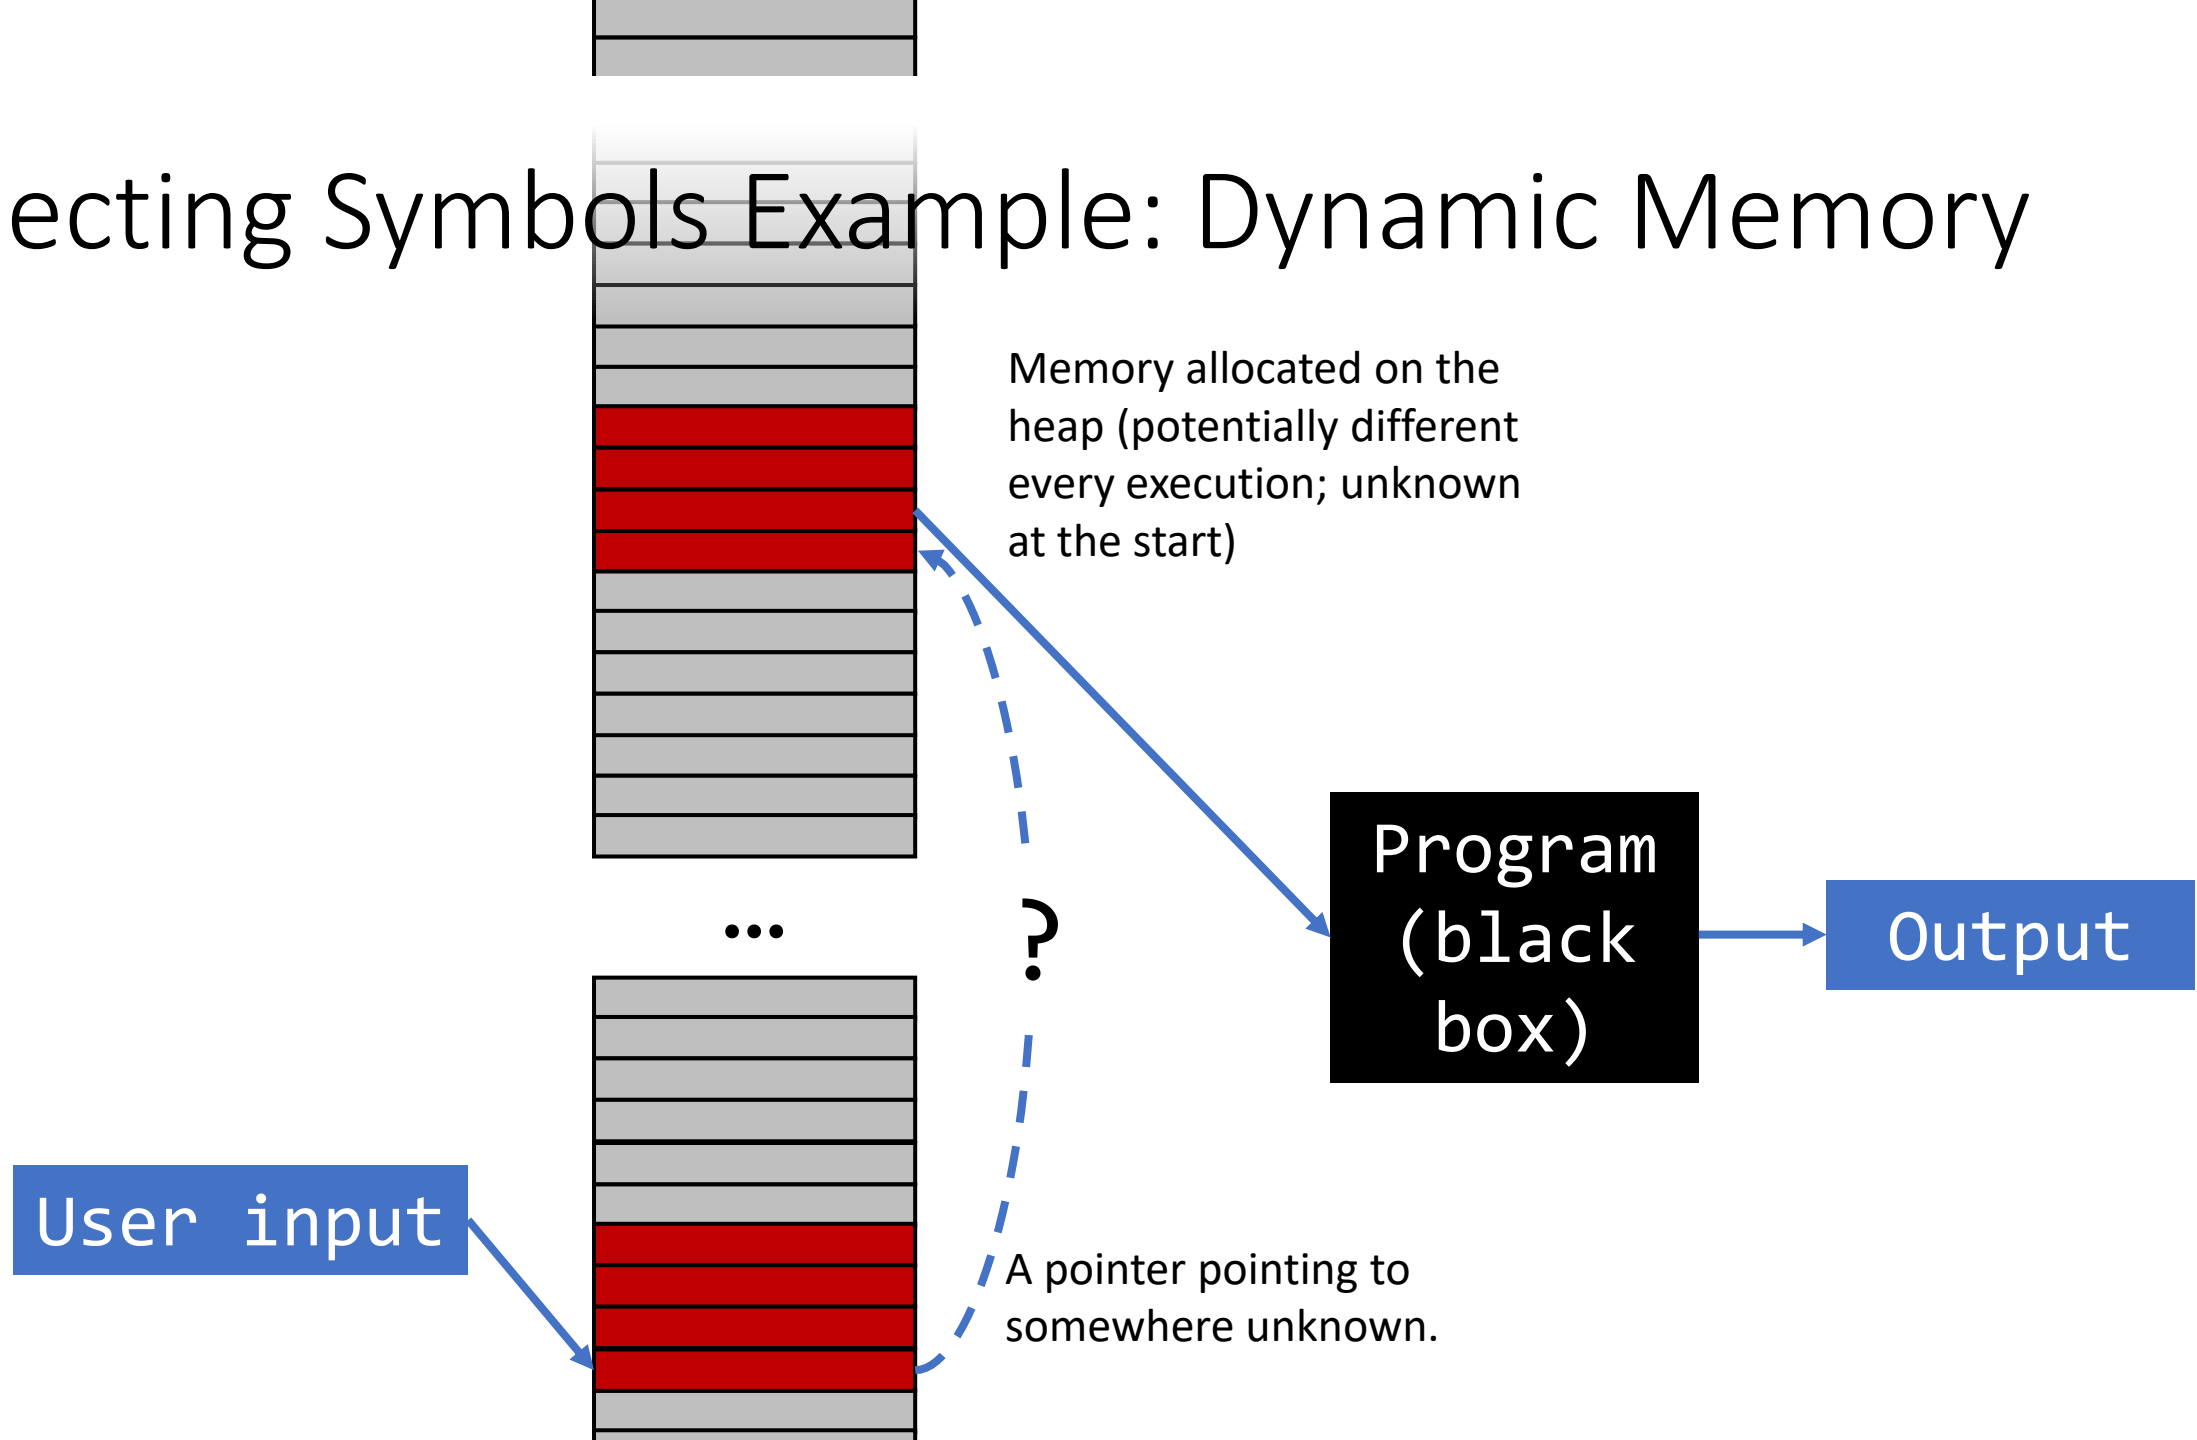 ecting Symbols Example: Dynamic Memory
Memory allocated on the
heap (potentially different
every execution; unknown
at the start)
...
?
Program
(black
box)
Output
User input
A pointer pointing to
somewhere unknown.